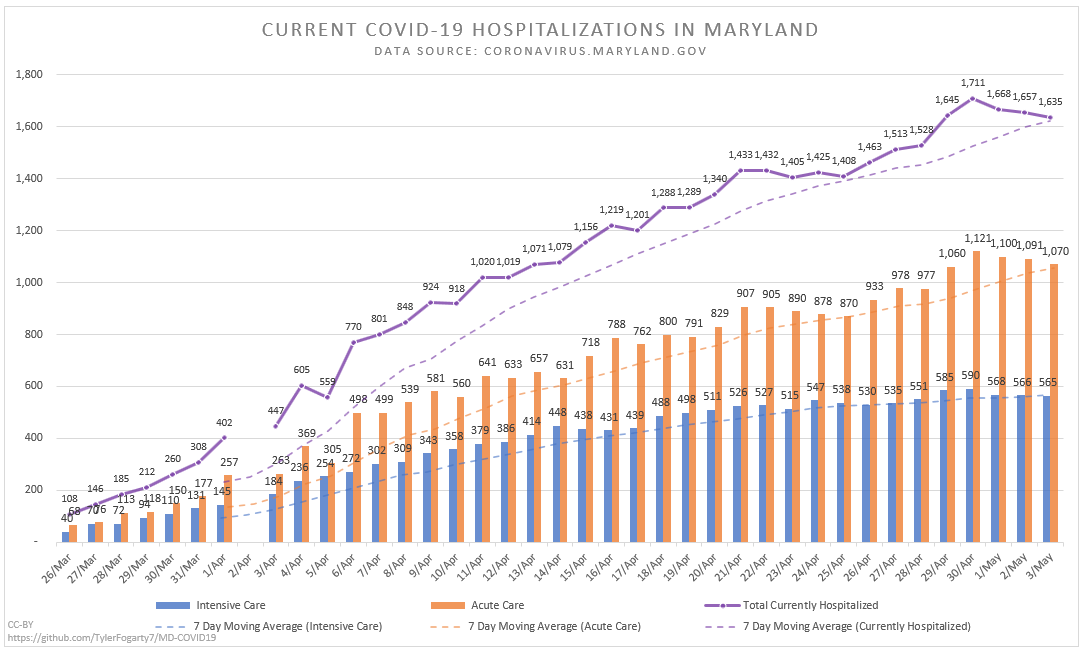 CURRENT COVID-19 HOSPITALIZATIONS IN MARYLAND
DATA SOURCE: CORONAVIRUS.MARYLAND.GOV
1,800
1,600
1,400
1,200
1,000
800
600
400
200
-
108 146 185 212 260 308 402 447 605 559 770 801 848 924 918 1,020 1,019 1,071 1,079 1,156 1,219 1,201 1,288 1,289 1,340 1,433 1,432 1,405 1,425 1,408 1,463 1,513 1,528 1,645 1,711 1,668 1,657 1,635
68 76 113 118 150 177 257 263 369 305 498 499 539 581 560 641 633 657 631 718 788 762 800 791 829 907 905 890 878 870 933 978 977 1,060 1,121 1,100 1,091 1,070
40 70 72 94 110 131 145 184 236 254 272 302 309 343 358 379 386 414 448 438 431 439 488 498 511 526 527 515 547 538 530 535 551 585 590 568 566 565
26/Mar 27/Mar 28/Mar 29/Mar 30/Mar 31/Mar 1/Apr 2/Apr 3/Apr 4/Apr 5/Apr 6/Apr 7/Apr 8/Apr 9/Apr 10/Apr 11/Apr 12/Apr 13/Apr 14/Apr 15/Apr 16/Apr 17/Apr 18/Apr 19/Apr 20/Apr 21/Apr 22/Apr 23/Apr 24/Apr 25/Apr 26/Apr 27/Apr 28/Apr 29/Apr 30/Apr 1/May 2/May 3/May
Intensive Care Acute Care Total Currently Hospitalized
7 Day Moving Average (Intensive Care) 7 Day Moving Average (Acute Care) 7 Day Moving Average (Currently Hospitalized)
CC-BY
https://github.com/TylerFogarty7/MD-COVID19